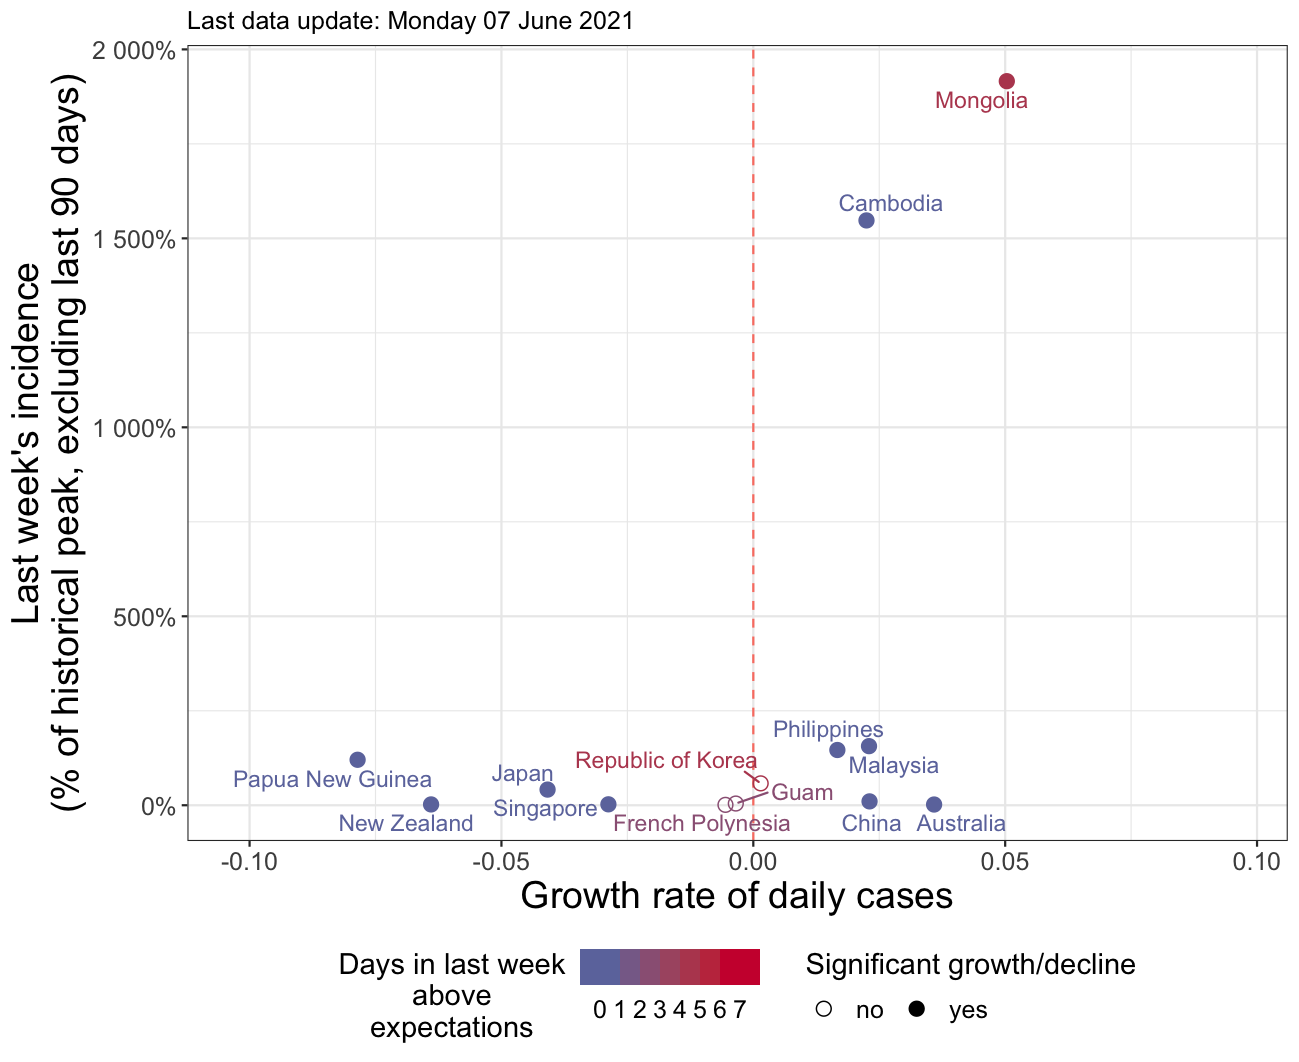 Last data update: Monday 07 June 2021
Last week's incidence
(% of historical peak, excluding last 90 days)
2 000%
1 500%
1 000%
500%
0%
Mongolia
Cambodia
Philippines
Malaysia
Republic of Korea
Papua New Guinea
Japan
Guam
Singapore
New Zealand
French Polynesia
China
Australia
-0.10
-0.05
0.00
0.05
0.10
Growth rate of daily cases
Days in last week
above
expectations
0 1 2 3 4 5 6 7
Significant growth/decline
no
yes